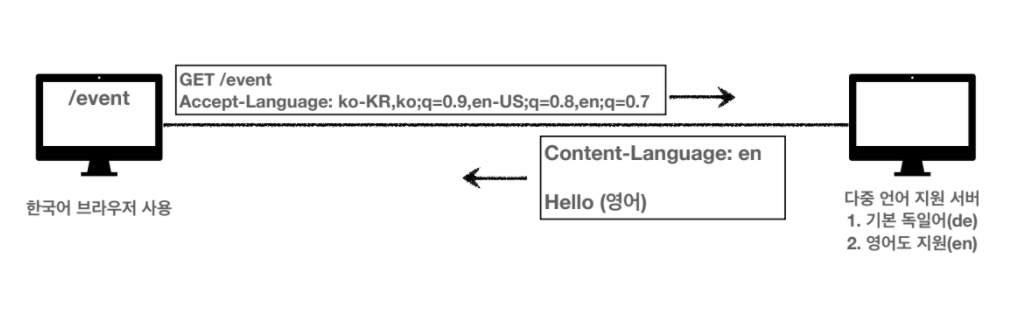 /event
GET /event
Accept-Language: ko-KR,ko;q=0.9,en-US;q=0.8,en;q=0.7
Content-Language: en
Hello (영어)
한국어 브라우저 사용
다중 언어 지원 서버
1. 기본 독일어(de)
2. 영어도 지원(en)